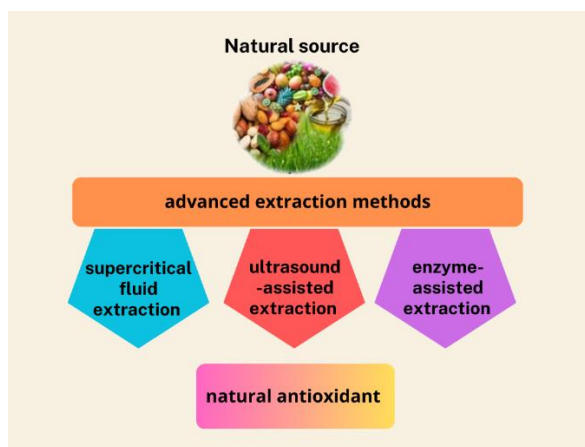 Natural source
advanced extraction methods
supercritical
fluid
extraction
ultrasound
-assisted
extraction
enzyme-
assisted
extraction
natural antioxidant